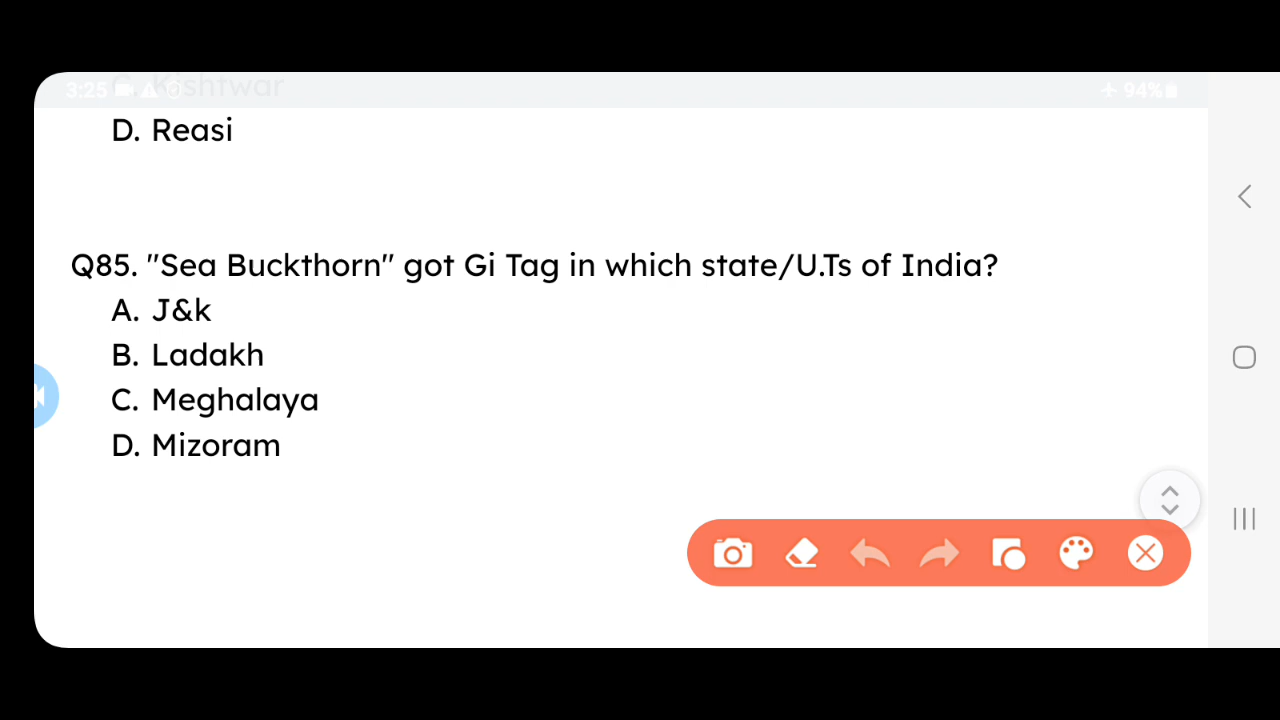 3:25
94%
C. Kishtwar
D. Reasi
Q85. "Sea Buckthorn" got Gi Tag in which state/U.Ts of India?
A. J&k
B. Ladakh
C. Meghalaya
D. Mizoram